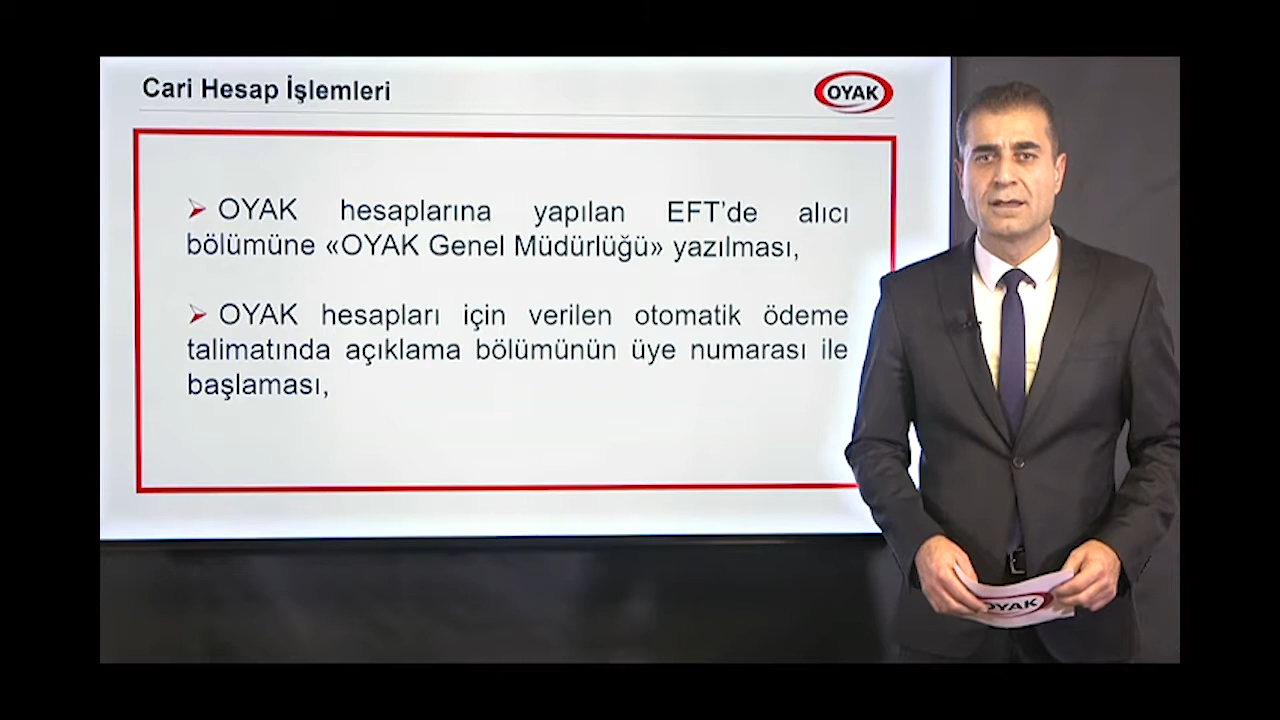 Cari Hesap İşlemleri
OYAK
➢ OYAK hesaplarına yapılan EFT’de alıcı
bölümüne «OYAK Genel Müdürlüğü» yazılması,
➢ OYAK hesapları için verilen otomatik ödeme
talimatında açıklama bölümünün üye numarası ile
başlaması,
OYAK